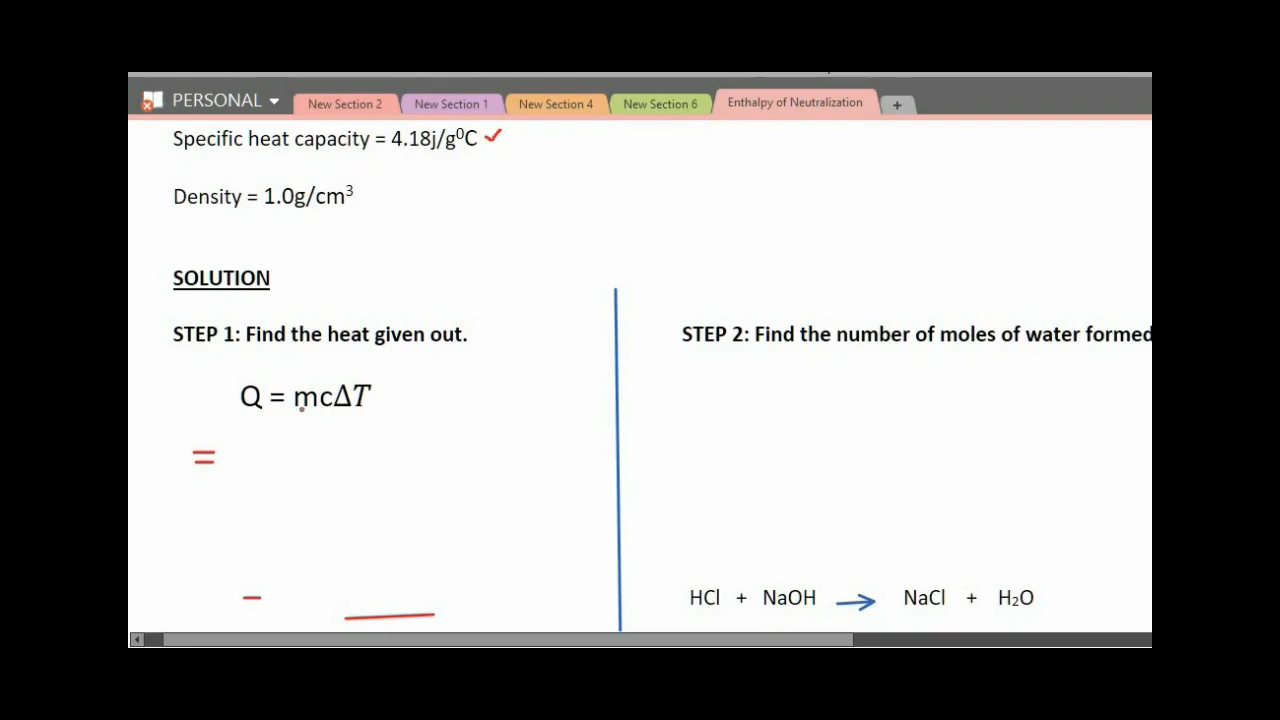 PERSONAL
New Section 2
New Section 1
New Section 4
New Section 6
Enthalpy of Neutralization
+
Specific heat capacity = 4.18j/g⁰C ✓
Density = 1.0g/cm³
SOLUTION
STEP 1: Find the heat given out.
Q = mcΔT
=
−
STEP 2: Find the number of moles of water formed
HCl + NaOH → NaCl + H₂O